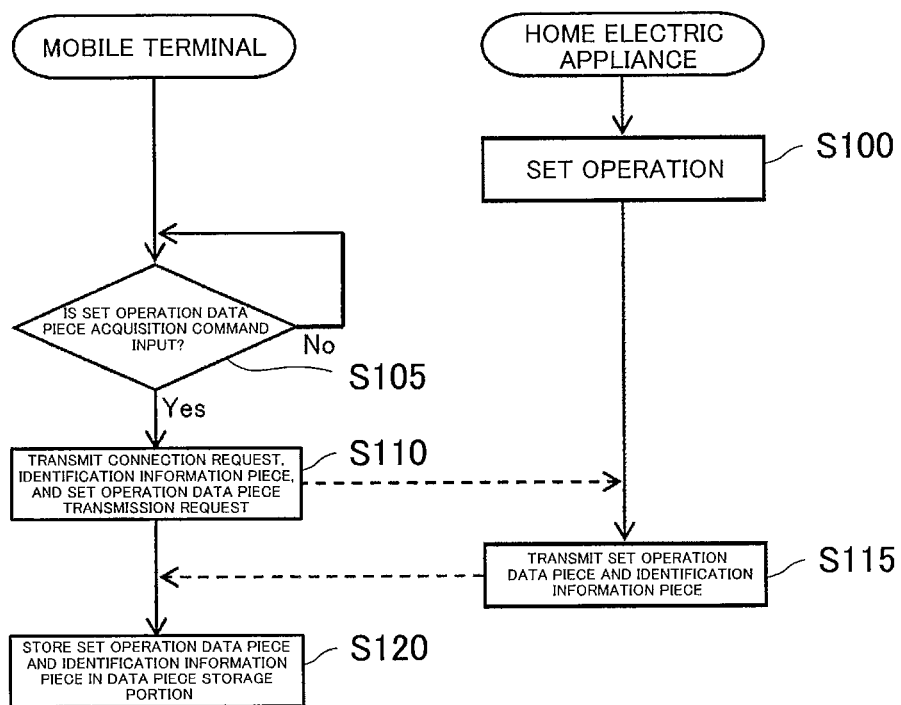 MOBILE TERMINAL
HOME ELECTRIC
APPLIANCE
SET OPERATION
S100
IS SET OPERATION DATA
PIECE ACQUISITION COMMAND
INPUT?
No
S105
Yes
TRANSMIT CONNECTION REQUEST,
IDENTIFICATION INFORMATION PIECE,
AND SET OPERATION DATA PIECE
TRANSMISSION REQUEST
S110
TRANSMIT SET OPERATION
DATA PIECE AND IDENTIFICATION
INFORMATION PIECE
S115
STORE SET OPERATION DATA PIECE
AND IDENTIFICATION INFORMATION
PIECE IN DATA PIECE STORAGE
PORTION
S120